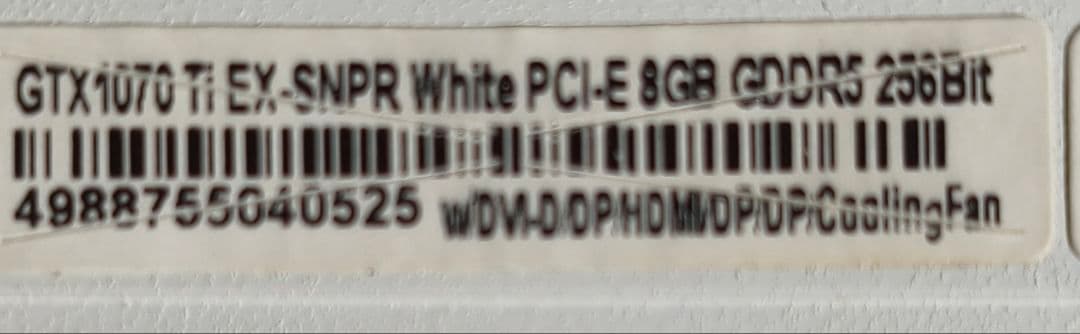 GTX1070 Ti EX-SNPR White PCI-E 8GB GDDR5 256Bit
4988755040525 w/DVI-D/DP/HDMI/DP/DP/CoolingFan